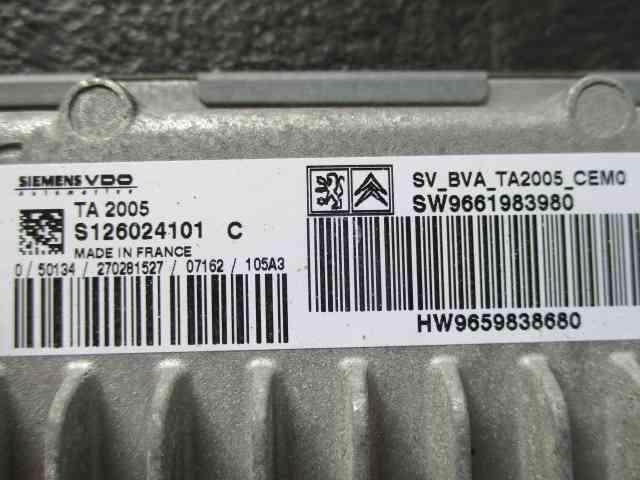 SIEMENS VDO
automotive
TA 2005
S126024101 C
MADE IN FRANCE
0/50134/270281527/07162/105A3
SV_BVA_TA2005_CEM0
SW9661983980
HW9659838680